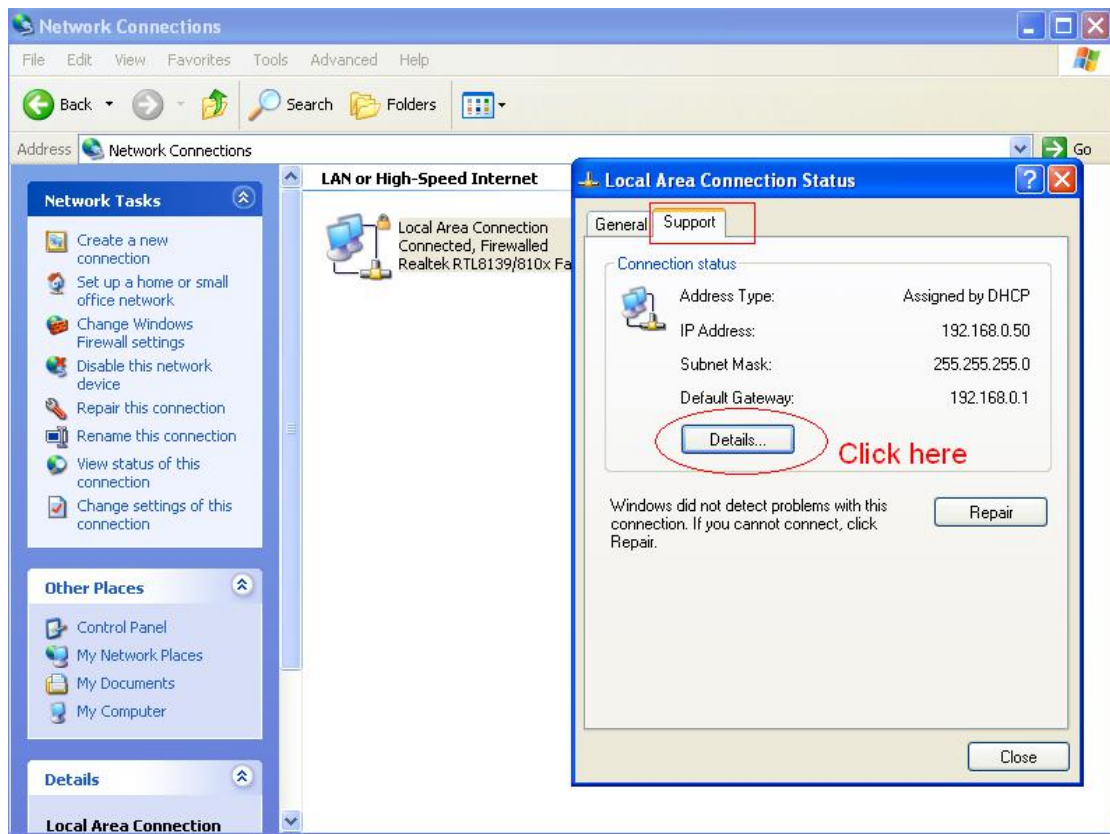 Network Connections
File Edit View Favorites Tools Advanced Help
Back Search Folders
Address Network Connections Go
Network Tasks
Create a new
connection
Set up a home or small
office network
Change Windows
Firewall settings
Disable this network
device
Repair this connection
Rename this connection
View status of this
connection
Change settings of this
connection
Other Places
Control Panel
My Network Places
My Documents
My Computer
Details
Local Area Connection
LAN or High-Speed Internet
Local Area Connection
Connected, Firewalled
Realtek RTL8139/810x Fa
Local Area Connection Status
General Support
Connection status
Address Type: Assigned by DHCP
IP Address: 192.168.0.50
Subnet Mask: 255.255.255.0
Default Gateway: 192.168.0.1
Details...
Click here
Windows did not detect problems with this
connection. If you cannot connect, click
Repair.
Repair
Close